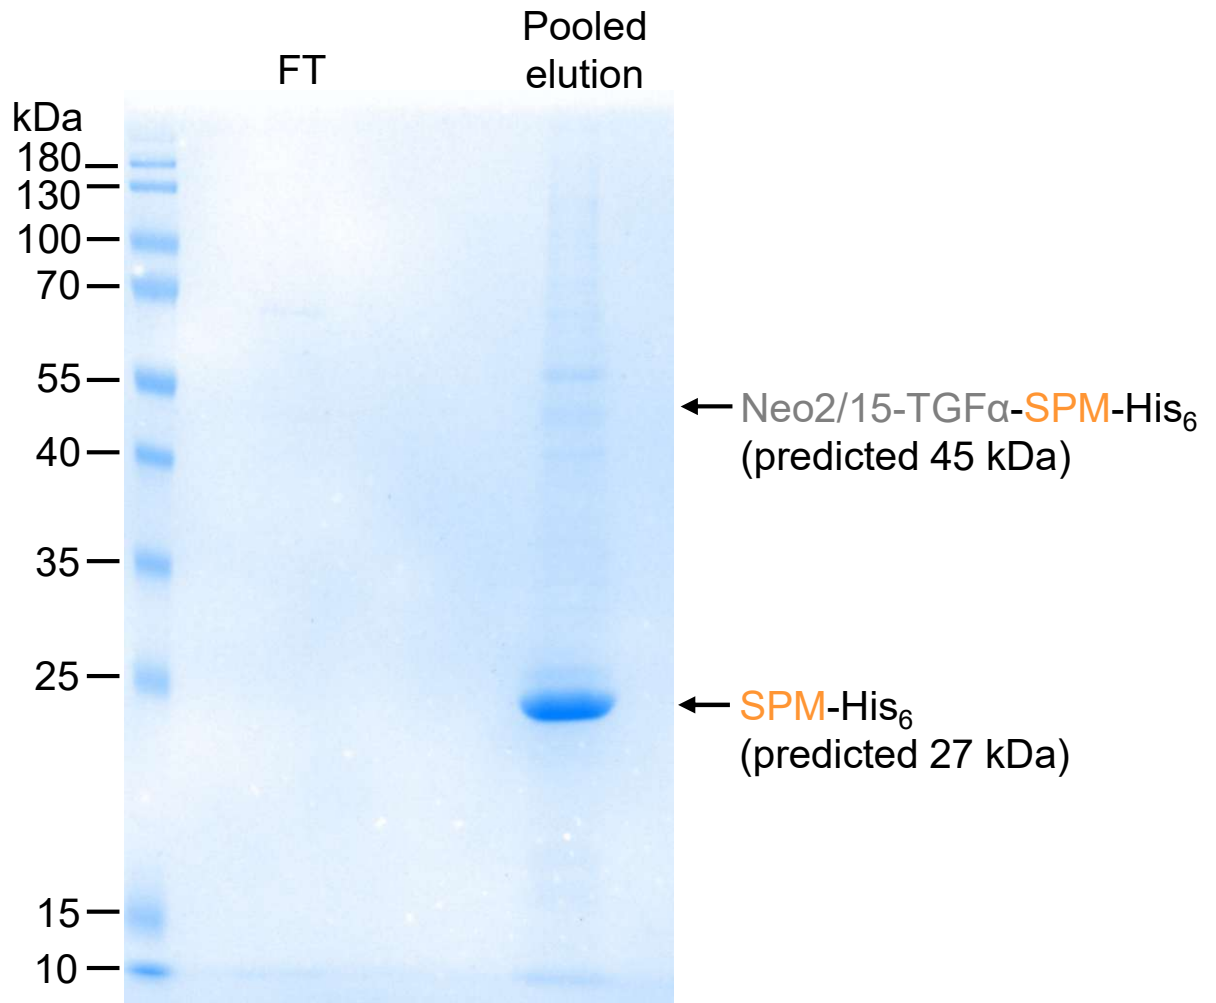 FT
Pooled
elution
kDa
180
130
100
70
55
40
35
25
15
10
Neo2/15-TGFα-SPM-His₆
(predicted 45 kDa)
SPM-His₆
(predicted 27 kDa)